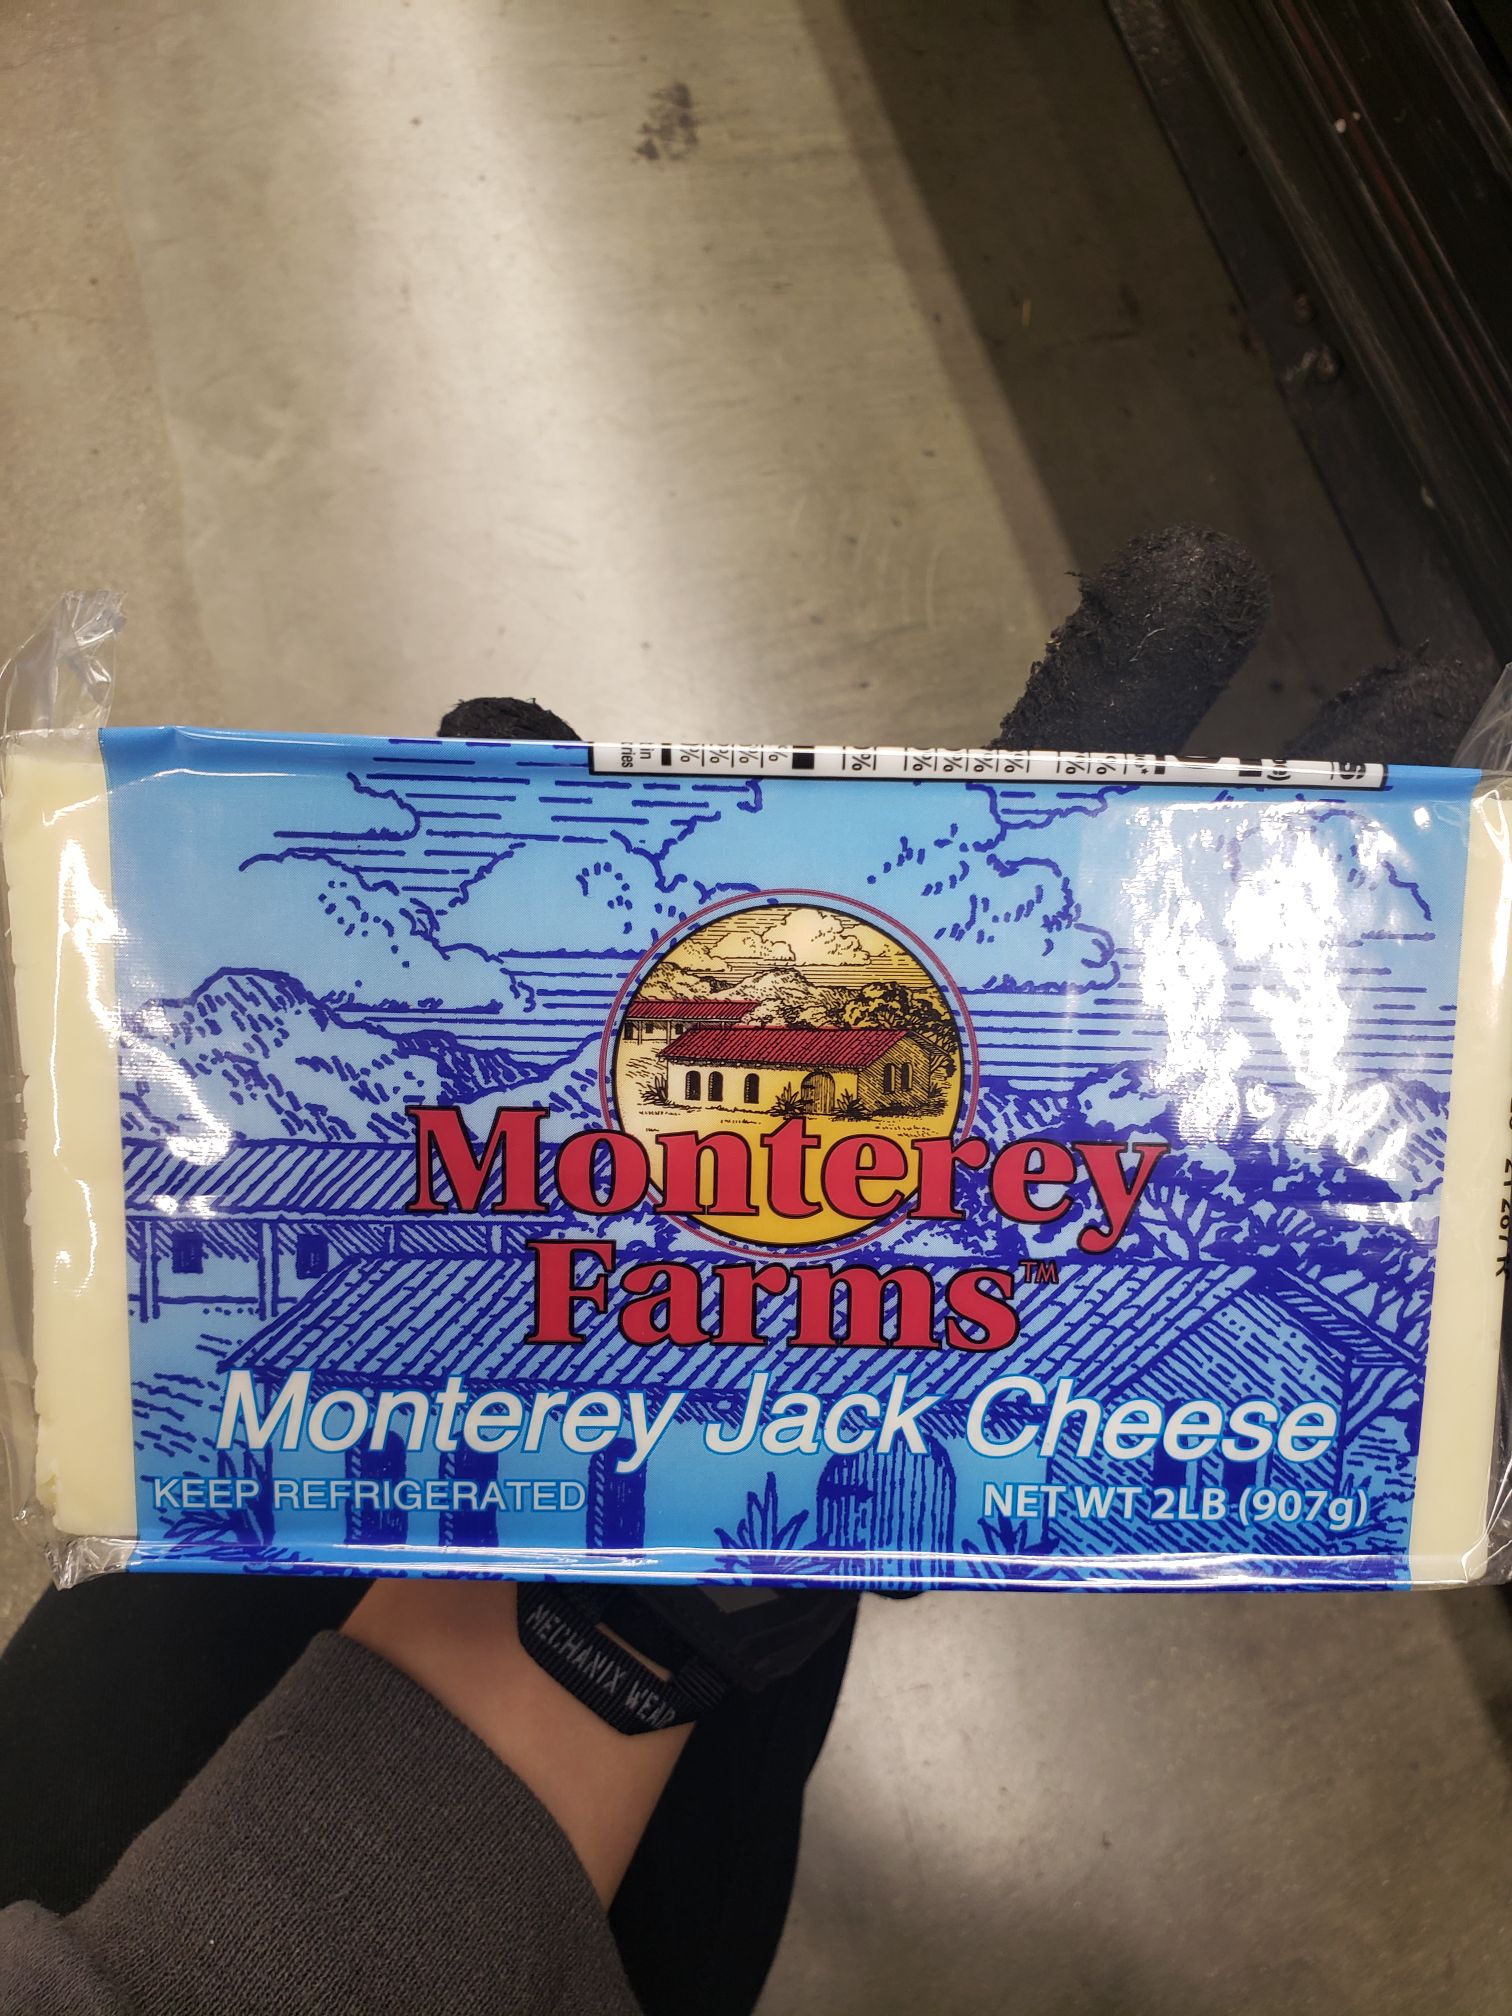 Monterey
Farms™
Monterey Jack Cheese
KEEP REFRIGERATED
NET WT 2LB (907g)
MECHANIX WEAR